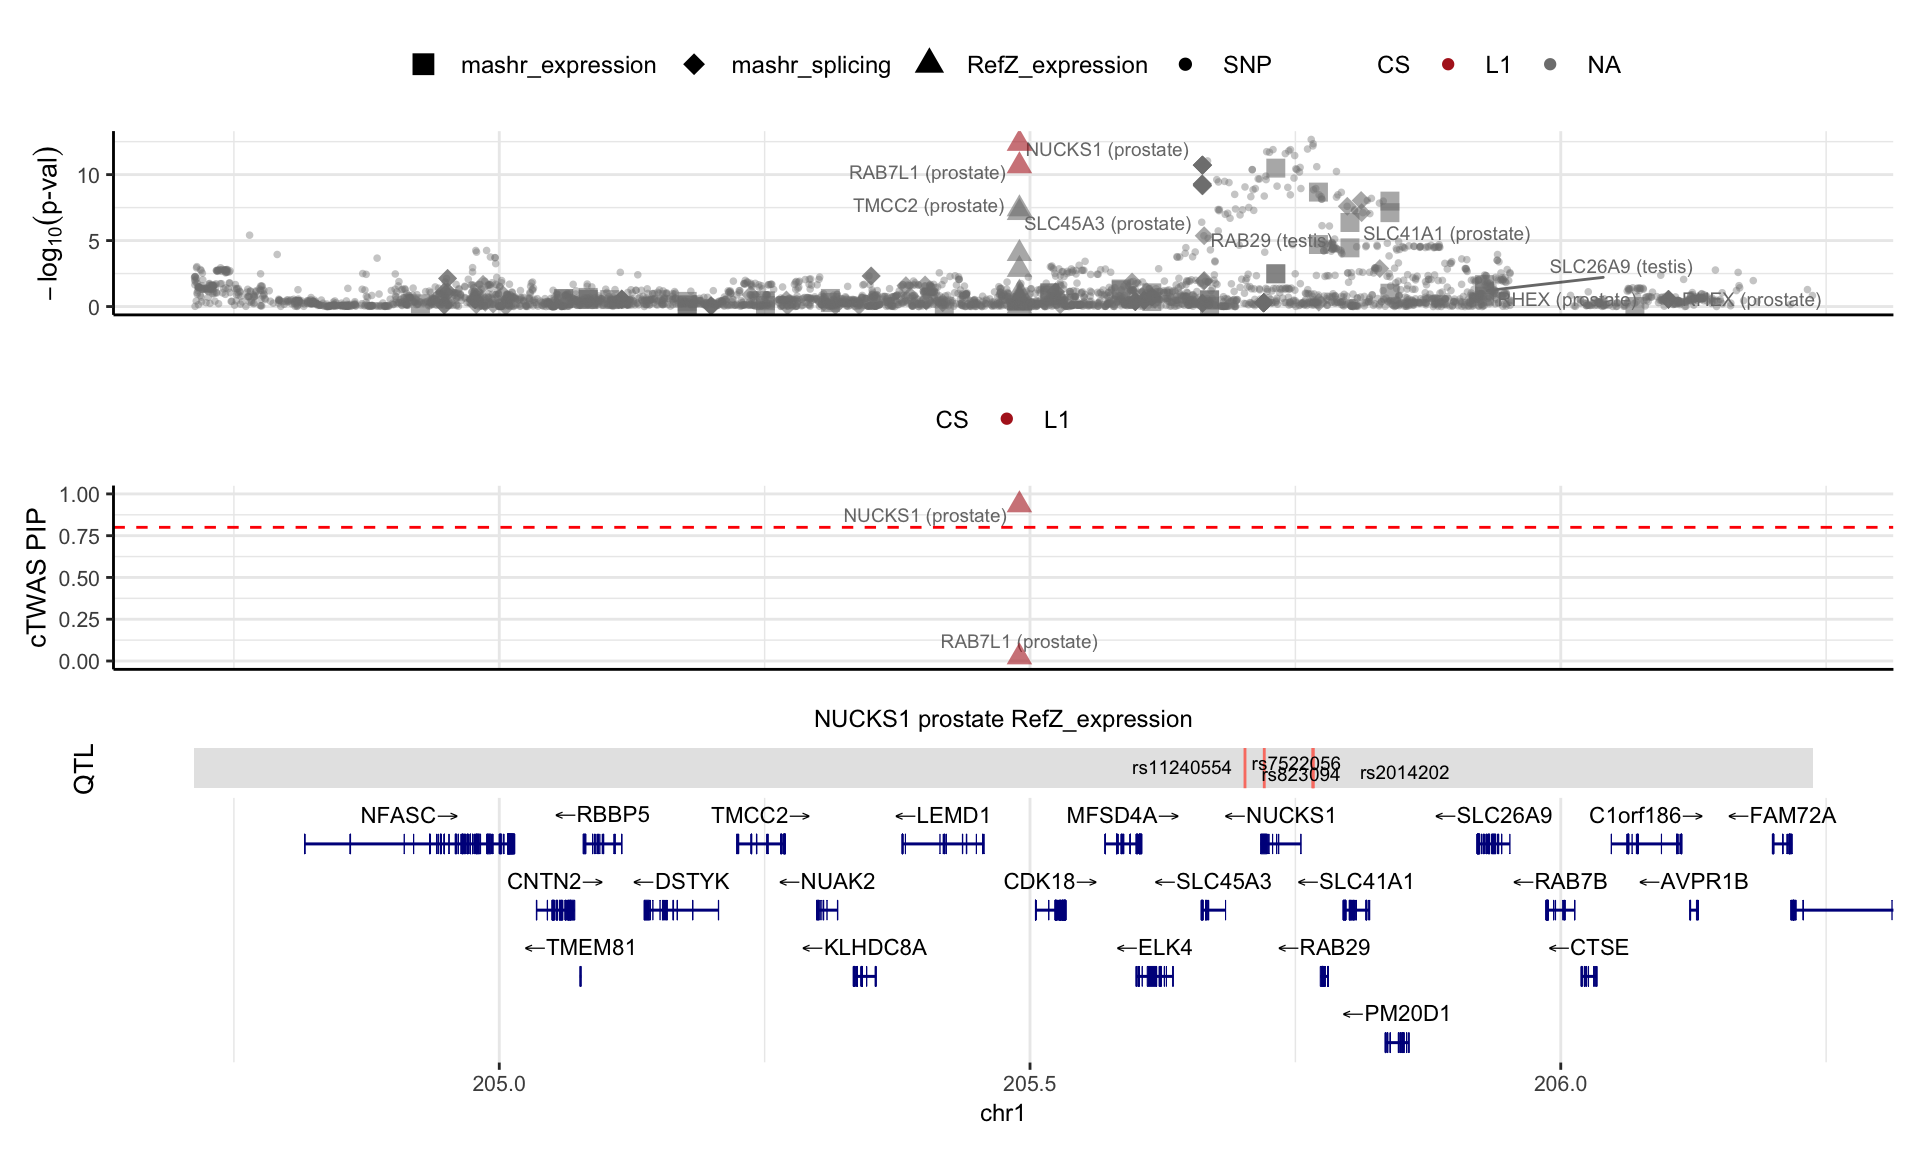 mashr_expression mashr_splicing RefZ_expression SNP CS L1 NA
−log10(p-val)
10
5
0
NUCKS1 (prostate)
RAB7L1 (prostate)
TMCC2 (prostate)
SLC45A3 (prostate)
RAB29 (testis)
SLC41A1 (prostate)
SLC26A9 (testis)
RHEX (prostate)
RHEX (prostate)
CS L1
cTWAS PIP
1.00
0.75
0.50
0.25
0.00
NUCKS1 (prostate)
RAB7L1 (prostate)
NUCKS1 prostate RefZ_expression
QTL
rs11240554
rs7522056
rs823094
rs2014202
NFASC→ ←RBBP5 TMCC2→ ←LEMD1 MFSD4A→ ←NUCKS1 ←SLC26A9 C1orf186→ ←FAM72A
CNTN2→ ←DSTYK ←NUAK2 CDK18→ ←SLC45A3 ←SLC41A1 ←RAB7B ←AVPR1B
←TMEM81 ←KLHDC8A ←ELK4 ←RAB29 ←CTSE
←PM20D1
205.0 205.5 206.0
chr1